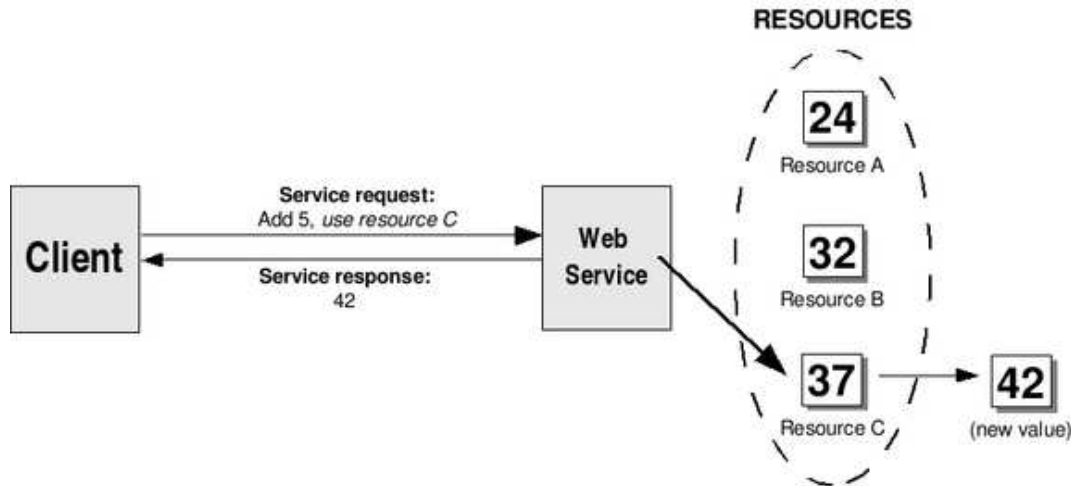 RESOURCES
24
Resource A
Service request:
Add 5, use resource C
Client
Web
Service
Service response:
42
32
Resource B
37
Resource C
42
(new value)